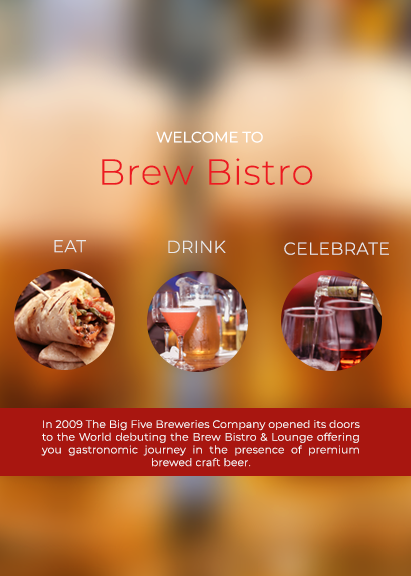 WELCOME TO
Brew Bistro
EAT
DRINK
CELEBRATE
In 2009 The Big Five Breweries Company opened its doors
to the World debuting the Brew Bistro & Lounge offering
you gastronomic journey in the presence of premium
brewed craft beer.